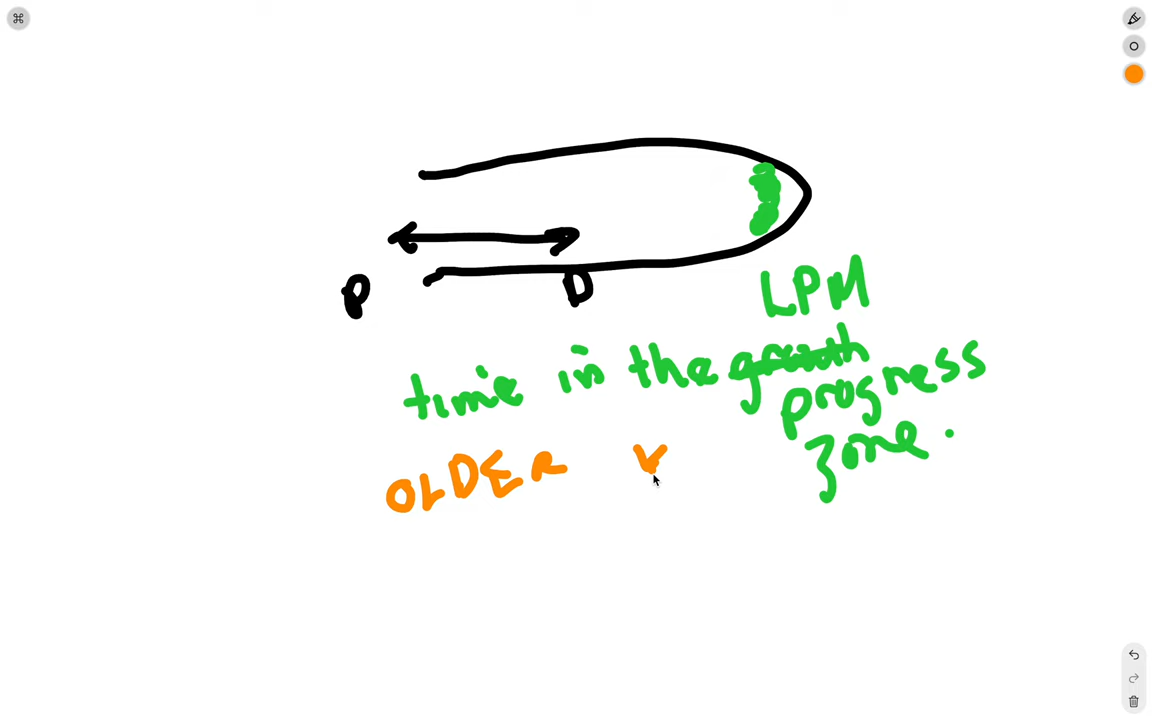 P D
LPM
time in the growth
progress
zone.
OLDER V